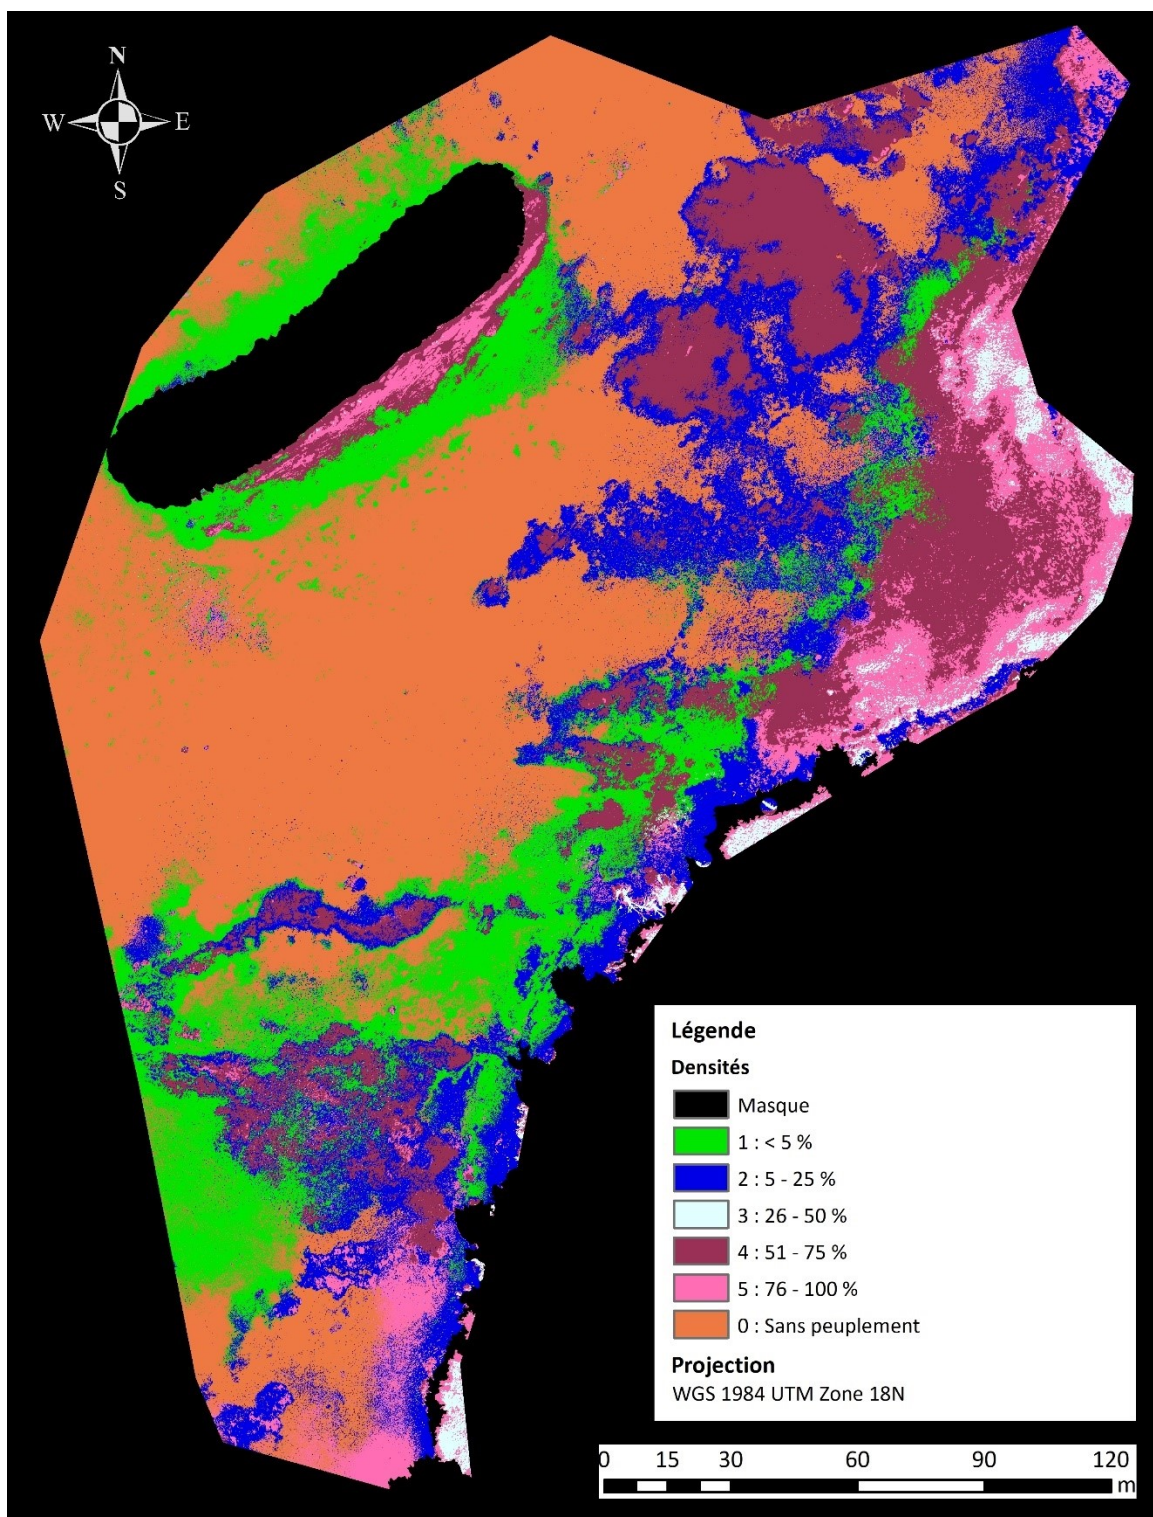 N
W E
S
Légende
Densités
Masque
1 : < 5 %
2 : 5 - 25 %
3 : 26 - 50 %
4 : 51 - 75 %
5 : 76 - 100 %
0 : Sans peuplement
Projection
WGS 1984 UTM Zone 18N
0 15 30 60 90 120
m